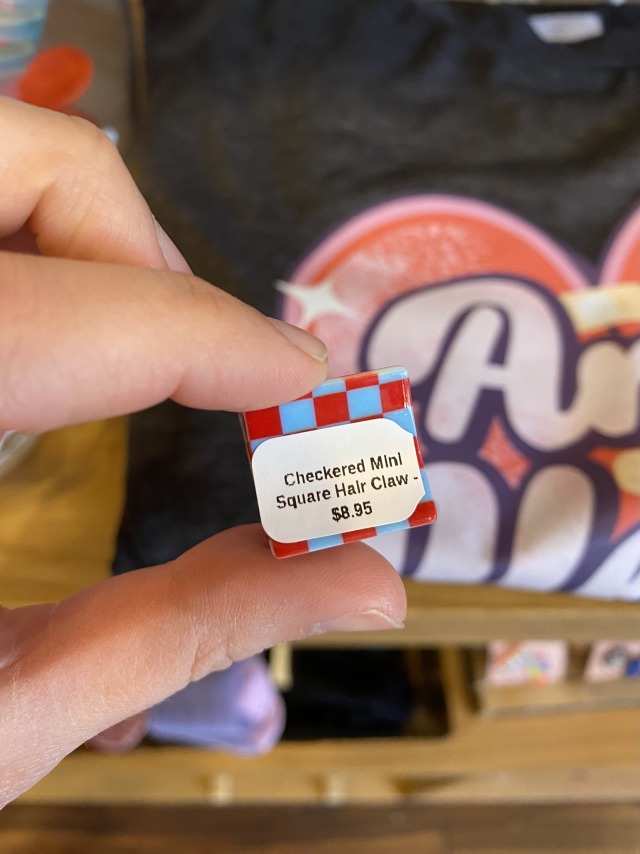 Checkered Mini
Square Hair Claw -
$8.95